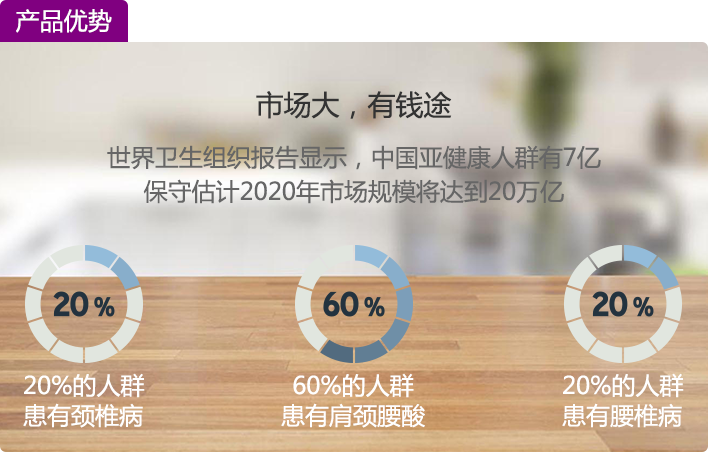 产品优势
市场大，有钱途
世界卫生组织报告显示，中国亚健康人群有7亿
保守估计2020年市场规模将达到20万亿
20%
60%
20%
20%的人群
患有颈椎病
60%的人群
患有肩颈腰酸
20%的人群
患有腰椎病